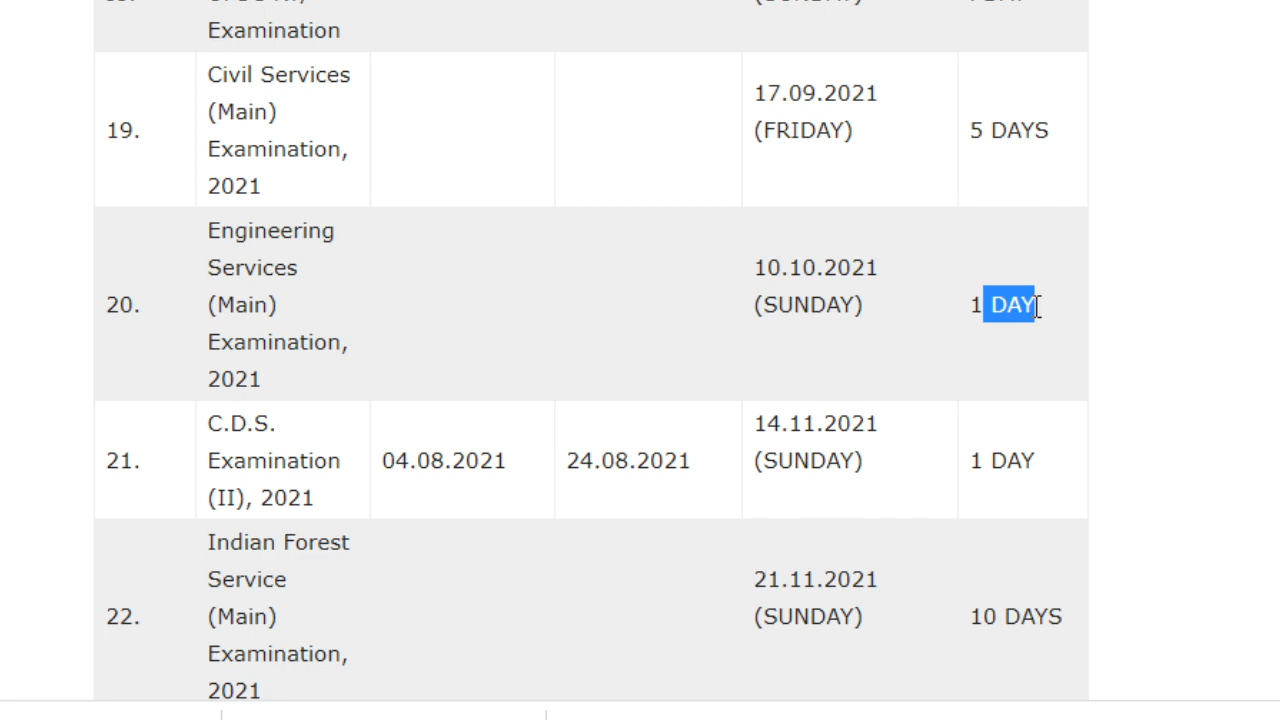 Examination
19.
Civil Services
(Main)
Examination,
2021
17.09.2021
(FRIDAY)
5 DAYS
20.
Engineering
Services
(Main)
Examination,
2021
10.10.2021
(SUNDAY)
1 DAY
21.
C.D.S.
Examination
(II), 2021
04.08.2021
24.08.2021
14.11.2021
(SUNDAY)
1 DAY
22.
Indian Forest
Service
(Main)
Examination,
2021
21.11.2021
(SUNDAY)
10 DAYS